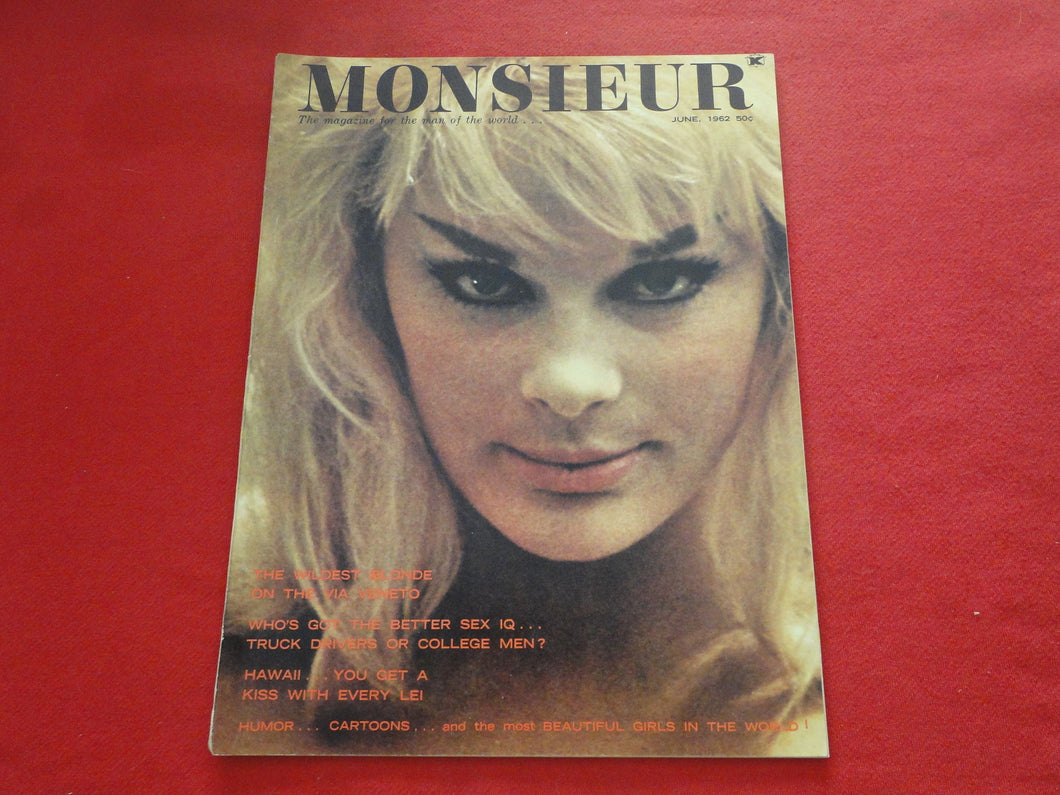 MONSIEUR
K
The magazine for the man of the world...
JUNE, 1962 50¢
THE WILDEST BLONDE
ON THE VIA VENETO
WHO'S GOT THE BETTER SEX IQ...
TRUCK DRIVERS OR COLLEGE MEN?
HAWAII... YOU GET A
KISS WITH EVERY LEI
HUMOR... CARTOONS... and the most BEAUTIFUL GIRLS IN THE WORLD!